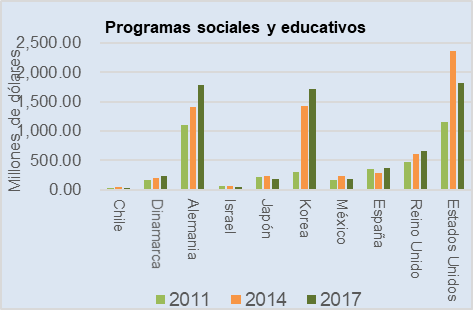 Programas sociales y educativos
Millones de dólares
2,500.00
2,000.00
1,500.00
1,000.00
500.00
0.00
Chile
Dinamarca
Alemania
Israel
Japón
Korea
México
España
Reino Unido
Estados Unidos
2011 2014 2017